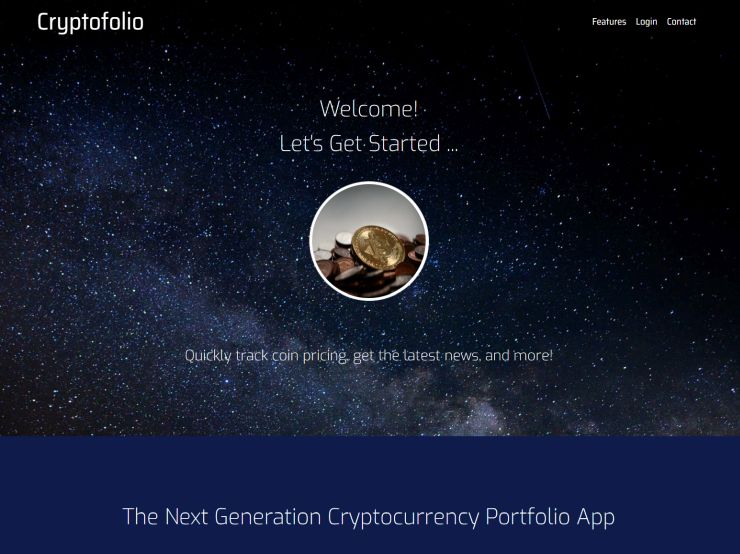 Cryptofolio
Features Login Contact
Welcome!
Let's Get Started ...
Quickly track coin pricing, get the latest news, and more!
The Next Generation Cryptocurrency Portfolio App